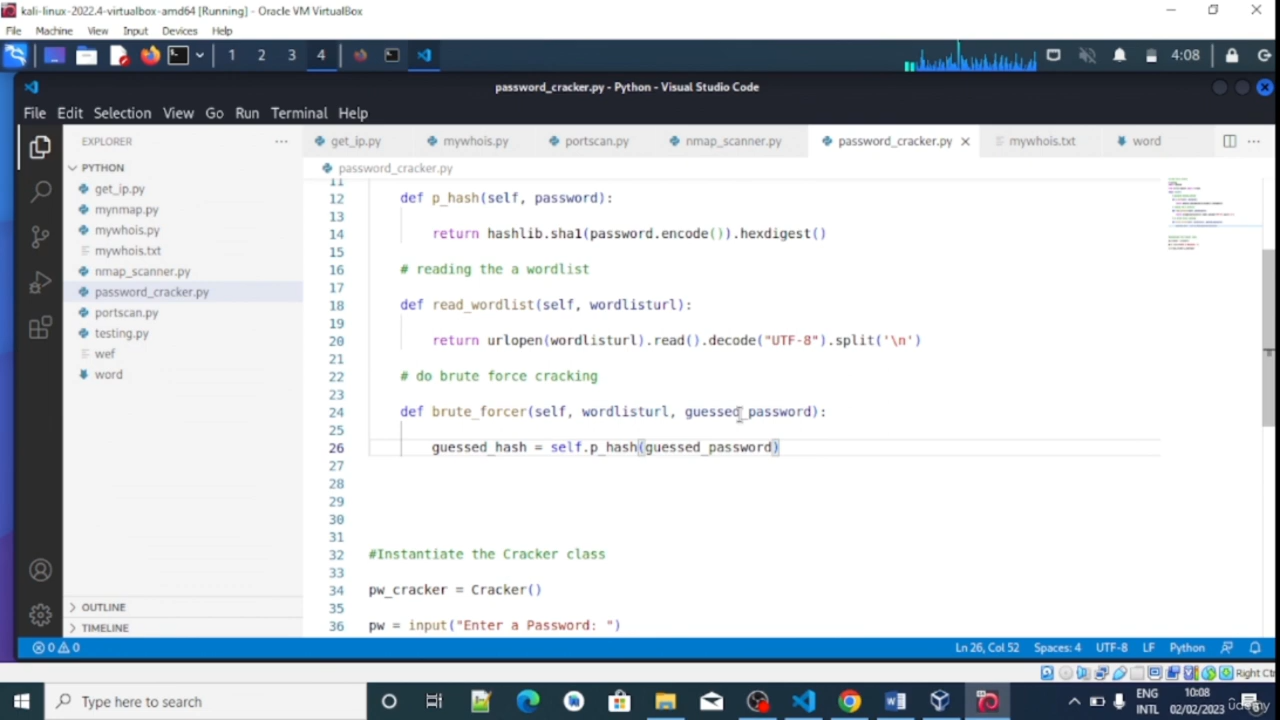 kali-linux-2022.4-virtualbox-amd64 [Running] - Oracle VM VirtualBox
File Machine View Input Devices Help
1 2 3 4 4:08
password_cracker.py - Python - Visual Studio Code
File Edit Selection View Go Run Terminal Help
EXPLORER
get_ip.py mywhois.py portscan.py nmap_scanner.py password_cracker.py mywhois.txt word
PYTHON
get_ip.py
mynmap.py
mywhois.py
mywhois.txt
nmap_scanner.py
password_cracker.py
portscan.py
testing.py
wef
word
OUTLINE
TIMELINE
password_cracker.py
11
12 def p_hash(self, password):
13
14 return hashlib.sha1(password.encode()).hexdigest()
15
16 # reading the a wordlist
17
18 def read_wordlist(self, wordlisturl):
19
20 return urlopen(wordlisturl).read().decode("UTF-8").split('\n')
21
22 # do brute force cracking
23
24 def brute_forcer(self, wordlisturl, guessed_password):
25
26 guessed_hash = self.p_hash(guessed_password)
27
28
29
30
31
32 #Instantiate the Cracker class
33
34 pw_cracker = Cracker()
35
36 pw = input("Enter a Password: ")
0 0 Ln 26, Col 52 Spaces: 4 UTF-8 LF Python
Right Ct
Type here to search
ENG
INTL
10:08
02/02/2023
udemy